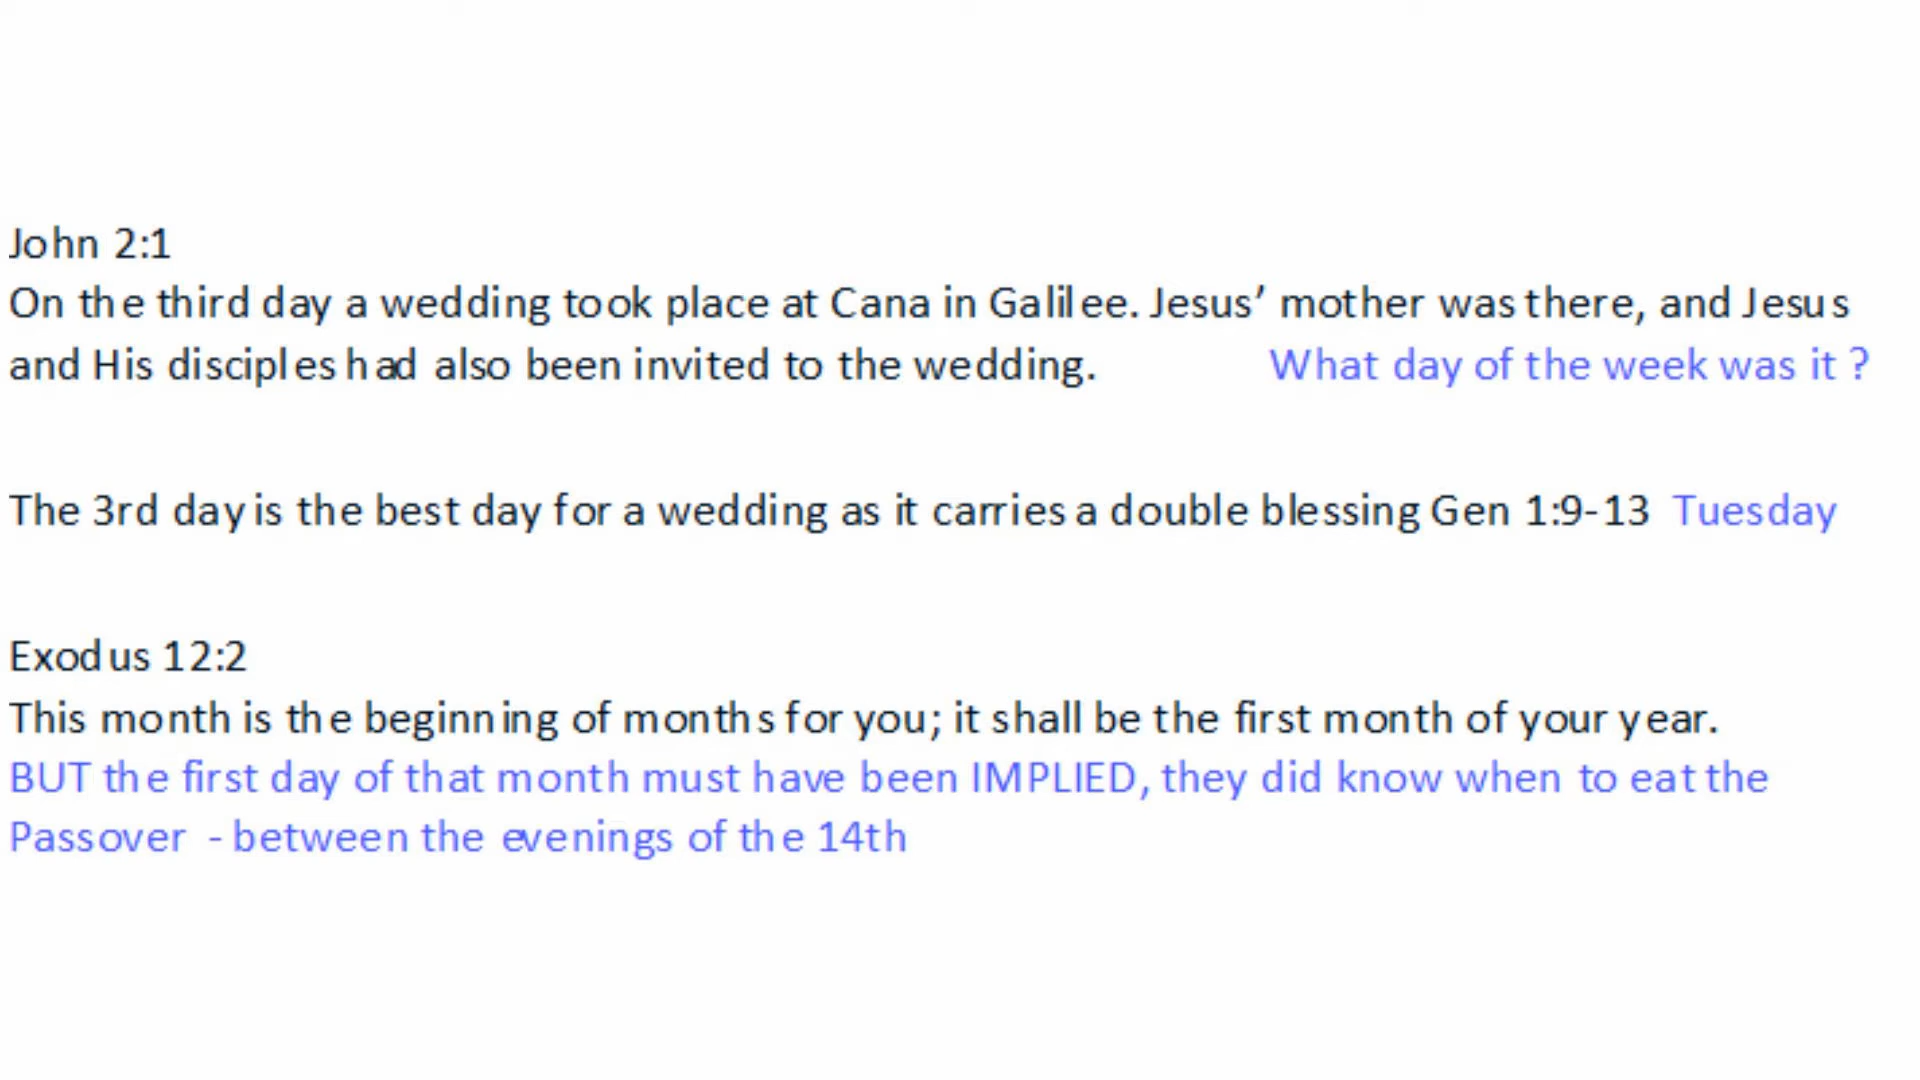 John 2:1
On the third day a wedding took place at Cana in Galilee. Jesus’ mother was there, and Jesus
and His disciples had also been invited to the wedding. What day of the week was it ?
The 3rd day is the best day for a wedding as it carries a double blessing Gen 1:9-13 Tuesday
Exodus 12:2
This month is the beginning of months for you; it shall be the first month of your year.
BUT the first day of that month must have been IMPLIED, they did know when to eat the
Passover - between the evenings of the 14th